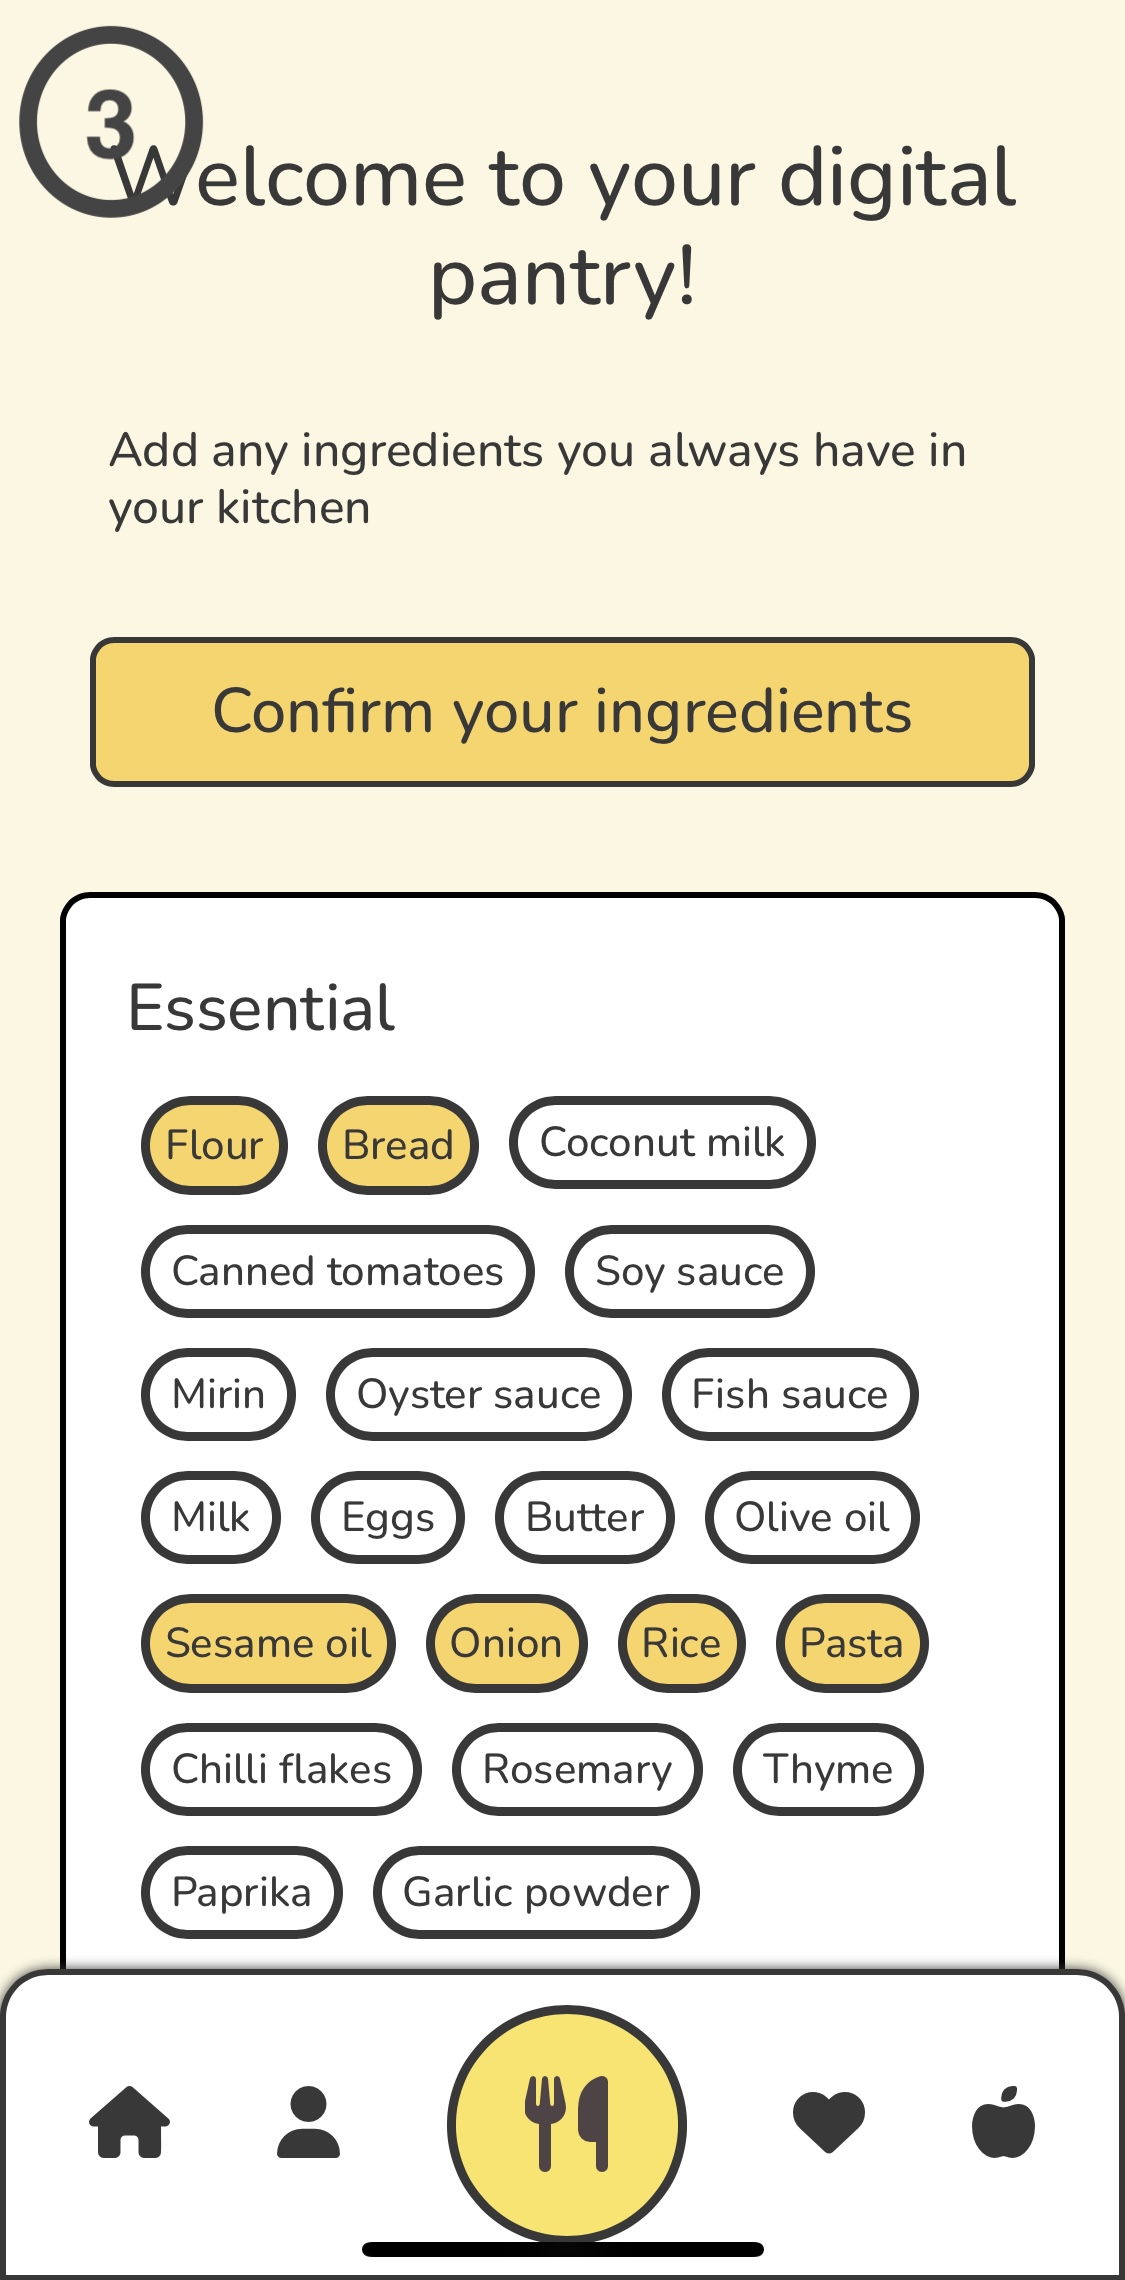 3
Welcome to your digital
pantry!
Add any ingredients you always have in
your kitchen
Confirm your ingredients
Essential
Flour Bread Coconut milk
Canned tomatoes Soy sauce
Mirin Oyster sauce Fish sauce
Milk Eggs Butter Olive oil
Sesame oil Onion Rice Pasta
Chilli flakes Rosemary Thyme
Paprika Garlic powder